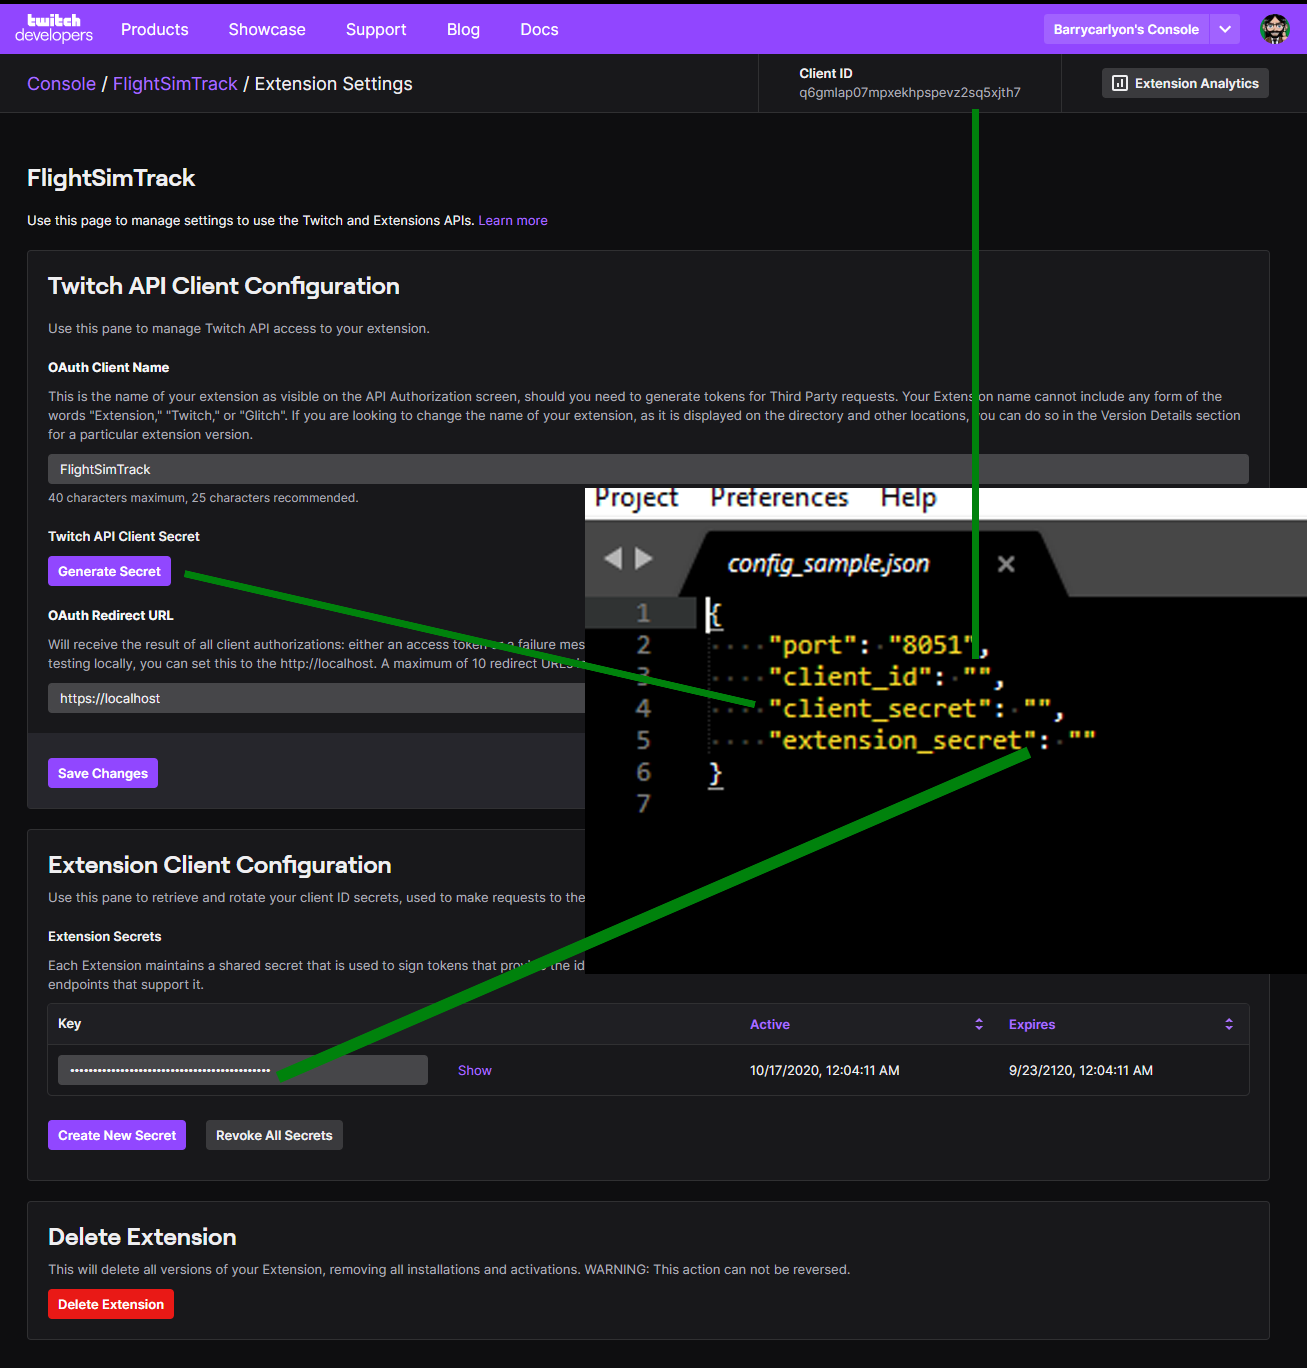 twitch
developers
Products
Showcase
Support
Blog
Docs
Barrycarlyon's Console
Console / FlightSimTrack / Extension Settings
Client ID
q6gmlap07mpxekhpspevz2sq5xjth7
Extension Analytics
FlightSimTrack
Use this page to manage settings to use the Twitch and Extensions APIs. Learn more
Twitch API Client Configuration
Use this pane to manage Twitch API access to your extension.
OAuth Client Name
This is the name of your extension as visible on the API Authorization screen, should you need to generate tokens for Third Party requests. Your Extension name cannot include any form of the
words "Extension," "Twitch," or "Glitch". If you are looking to change the name of your extension, as it is displayed on the directory and other locations, you can do so in the Version Details section
for a particular extension version.
FlightSimTrack
40 characters maximum, 25 characters recommended.
Twitch API Client Secret
Generate Secret
OAuth Redirect URL
Will receive the result of all client authorizations: either an access token or a failure mes
testing locally, you can set this to the http://localhost. A maximum of 10 redirect URLs
https://localhost
Save Changes
Project Preferences Help
config_sample.json
1 {
2 "port": "8051",
3 "client_id": "",
4 "client_secret": "",
5 "extension_secret": ""
6 }
7
Extension Client Configuration
Use this pane to retrieve and rotate your client ID secrets, used to make requests to the
Extension Secrets
Each Extension maintains a shared secret that is used to sign tokens that provide the id
endpoints that support it.
Key
Active
Expires
Show
10/17/2020, 12:04:11 AM
9/23/2120, 12:04:11 AM
Create New Secret
Revoke All Secrets
Delete Extension
This will delete all versions of your Extension, removing all installations and activations. WARNING: This action can not be reversed.
Delete Extension